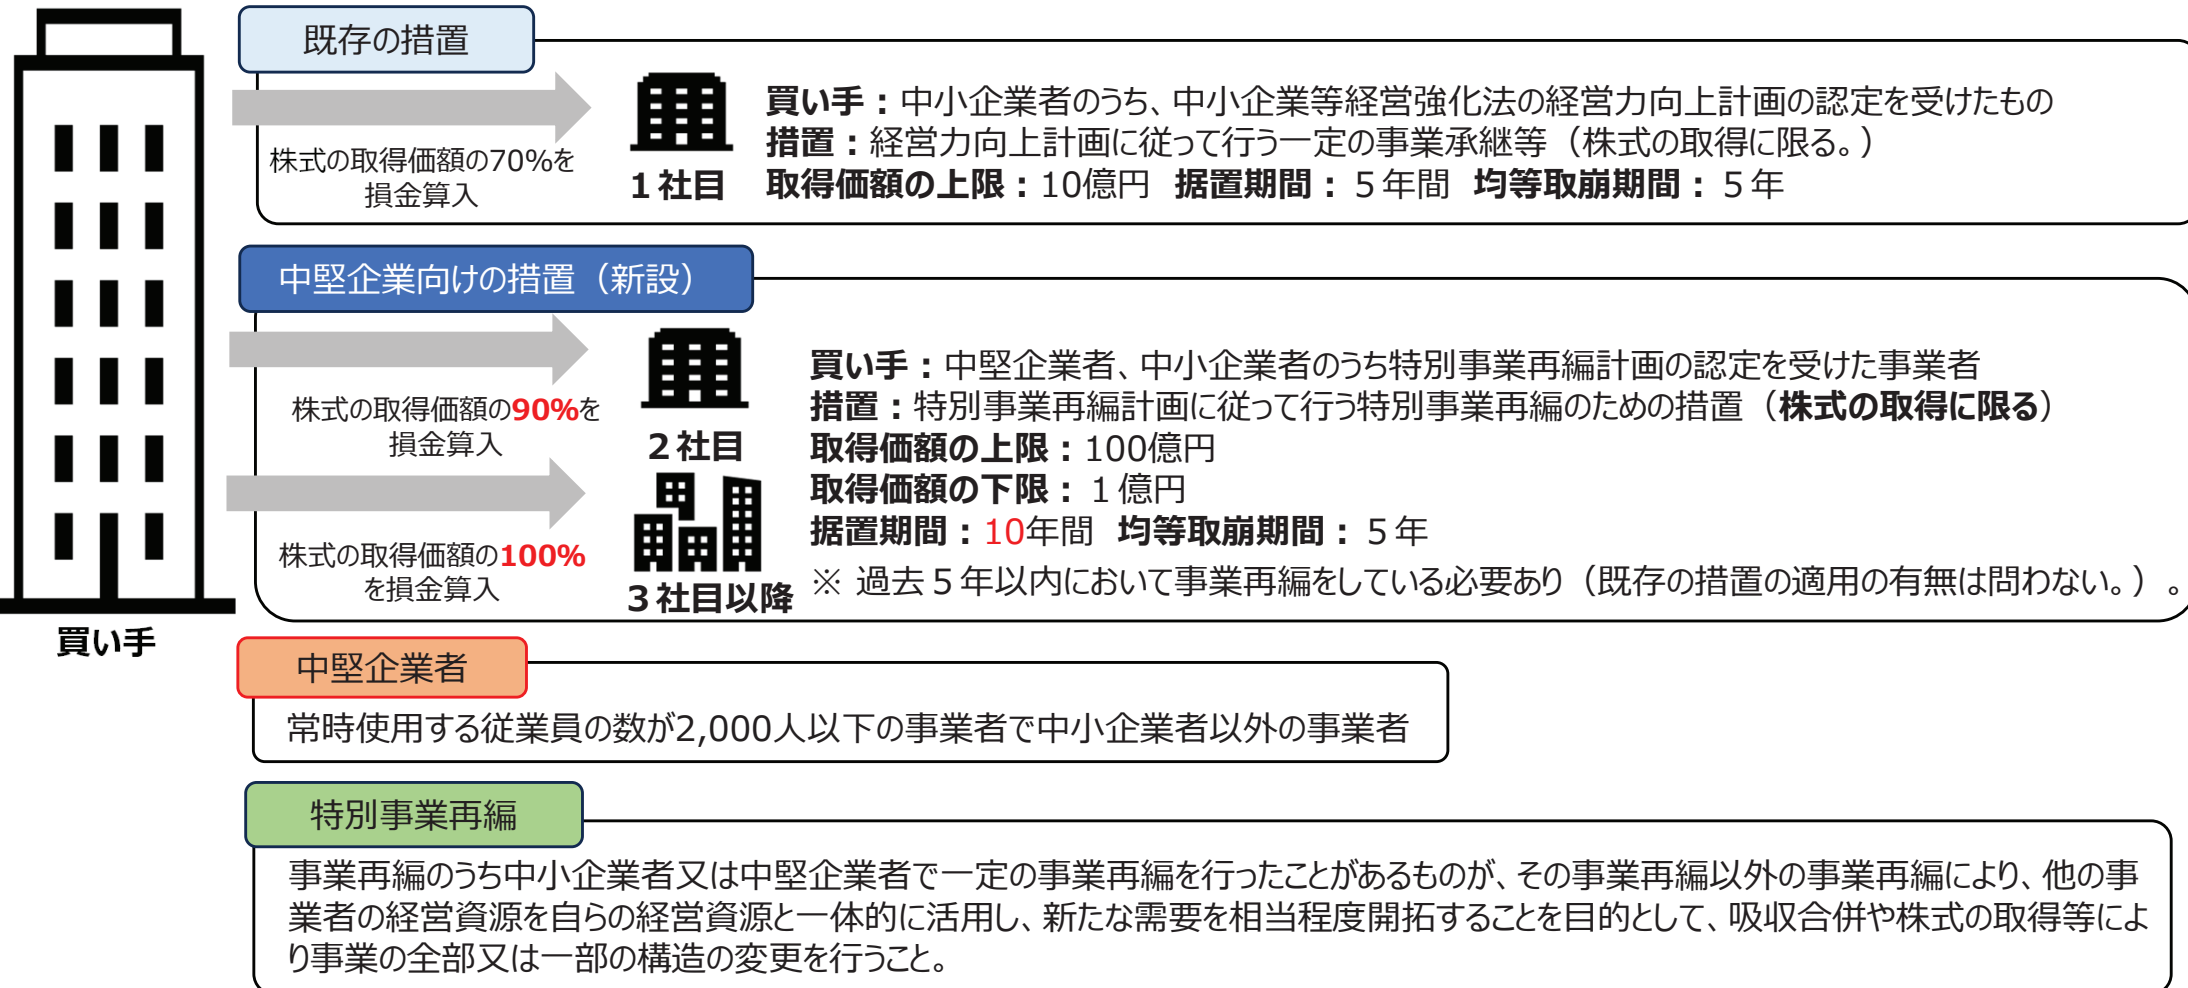 既存の措置
株式の取得価額の70%を
損金算入
1社目
買い手:中小企業者のうち、中小企業等経営強化法の経営力向上計画の認定を受けたもの
措置:経営力向上計画に従って行う一定の事業承継等(株式の取得に限る。)
取得価額の上限:10億円 据置期間:5年間 均等取崩期間:5年
中堅企業向けの措置(新設)
株式の取得価額の90%を
損金算入
2社目
株式の取得価額の100%
を損金算入
3社目以降
買い手:中堅企業者、中小企業者のうち特別事業再編計画の認定を受けた事業者
措置:特別事業再編計画に従って行う特別事業再編のための措置(株式の取得に限る)
取得価額の上限:100億円
取得価額の下限:1億円
据置期間:10年間 均等取崩期間:5年
※ 過去5年以内において事業再編をしている必要あり(既存の措置の適用の有無は問わない。)。
買い手
中堅企業者
常時使用する従業員の数が2,000人以下の事業者で中小企業者以外の事業者
特別事業再編
事業再編のうち中小企業者又は中堅企業者で一定の事業再編を行ったことがあるものが、その事業再編以外の事業再編により、他の事
業者の経営資源を自らの経営資源と一体的に活用し、新たな需要を相当程度開拓することを目的として、吸収合併や株式の取得等によ
り事業の全部又は一部の構造の変更を行うこと。